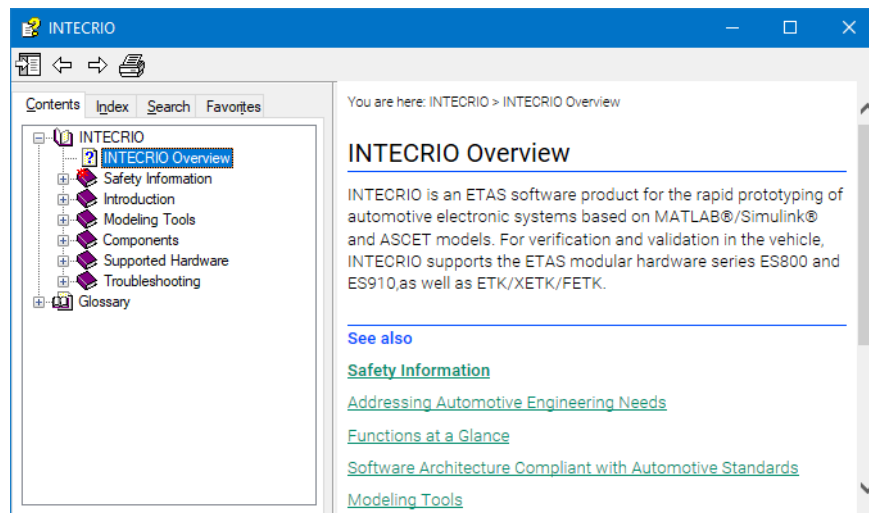 INTECRIO
Contents Index Search Favorites
INTECRIO
INTECRIO Overview
Safety Information
Introduction
Modeling Tools
Components
Supported Hardware
Troubleshooting
Glossary
You are here: INTECRIO > INTECRIO Overview
INTECRIO Overview
INTECRIO is an ETAS software product for the rapid prototyping of
automotive electronic systems based on MATLAB®/Simulink®
and ASCET models. For verification and validation in the vehicle,
INTECRIO supports the ETAS modular hardware series ES800 and
ES910,as well as ETK/XETK/FETK.
See also
Safety Information
Addressing Automotive Engineering Needs
Functions at a Glance
Software Architecture Compliant with Automotive Standards
Modeling Tools